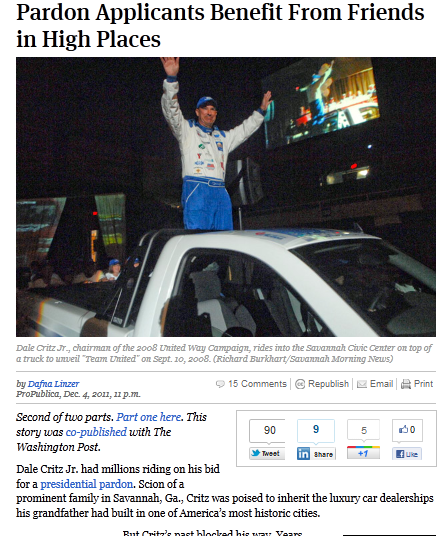 Pardon Applicants Benefit From Friends
in High Places
Dale Critz Jr., chairman of the 2008 United Way Campaign, rides into the Savannah Civic Center on top of
a truck to unveil "Team United" on Sept. 10, 2008. (Richard Burkhart/Savannah Morning News)
by Dafna Linzer
ProPublica, Dec. 4, 2011, 11 p.m.
15 Comments | Republish | Email | Print
Second of two parts. Part one here. This
story was co-published with The
Washington Post.
90 9 5 0
Tweet Share +1 Like
Dale Critz Jr. had millions riding on his bid
for a presidential pardon. Scion of a
prominent family in Savannah, Ga., Critz was poised to inherit the luxury car dealerships
his grandfather had built in one of America's most historic cities.
But Critz's past blocked his way. Years